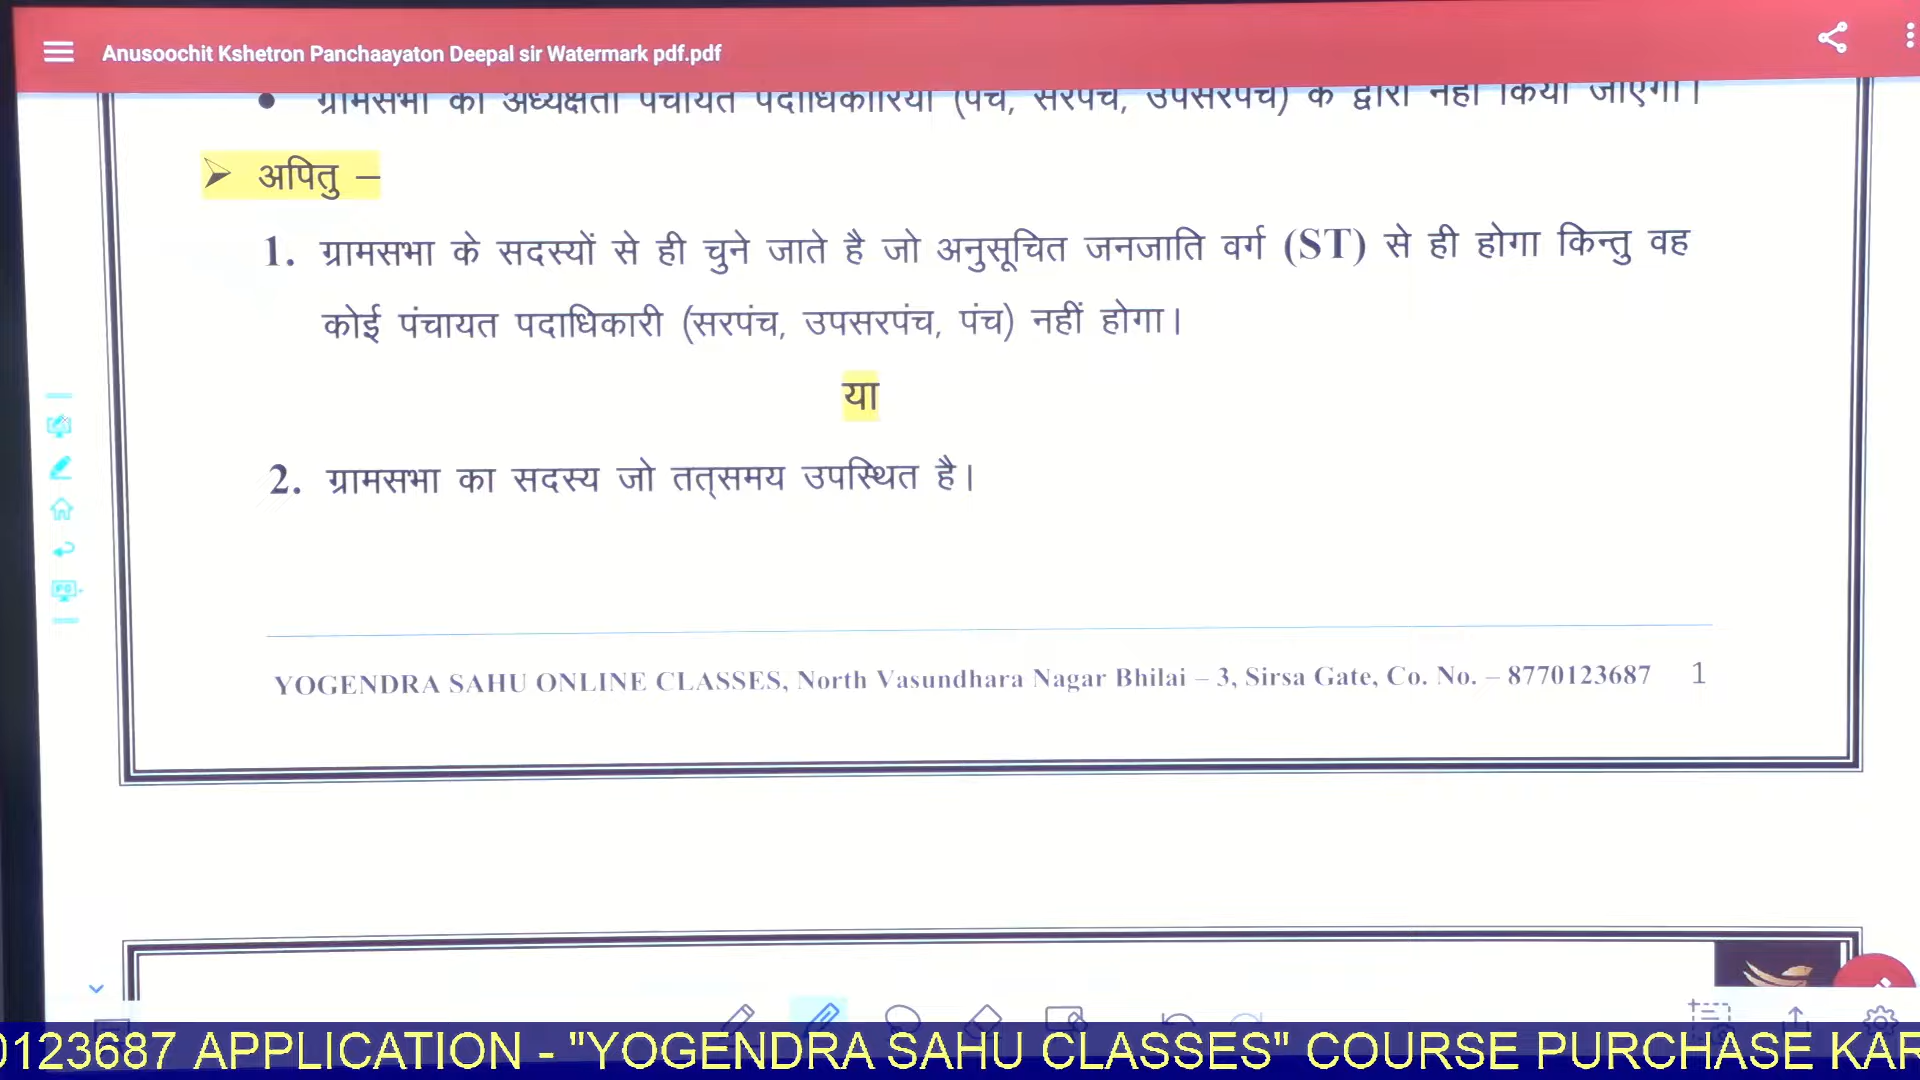 Anusoochit Kshetron Panchaayaton Deepal sir Watermark pdf.pdf
• ग्रामसभा की अध्यक्षता पंचायत पदाधिकारियों (पंच, सरपंच, उपसरपंच) के द्वारा नहीं किया जाएगा।
➤ अपितु –
1. ग्रामसभा के सदस्यों से ही चुने जाते है जो अनुसूचित जनजाति वर्ग (ST) से ही होगा किन्तु वह
कोई पंचायत पदाधिकारी (सरपंच, उपसरपंच, पंच) नहीं होगा।
या
2. ग्रामसभा का सदस्य जो तत्समय उपस्थित है।
YOGENDRA SAHU ONLINE CLASSES, North Vasundhara Nagar Bhilai – 3, Sirsa Gate, Co. No. – 8770123687 1
0123687 APPLICATION - "YOGENDRA SAHU CLASSES" COURSE PURCHASE KAR